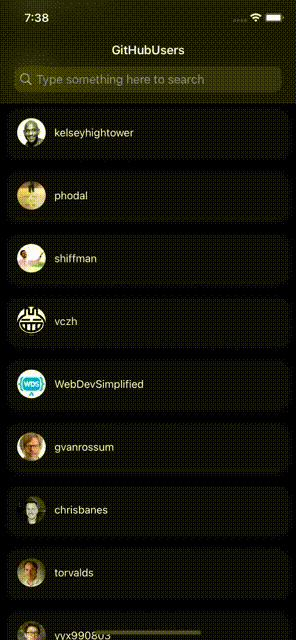 7:38
GitHubUsers
Type something here to search
kelseyhightower
phodal
shiffman
vczh
WDS
WebDevSimplified
gvanrossum
chrisbanes
torvalds
yyx990803